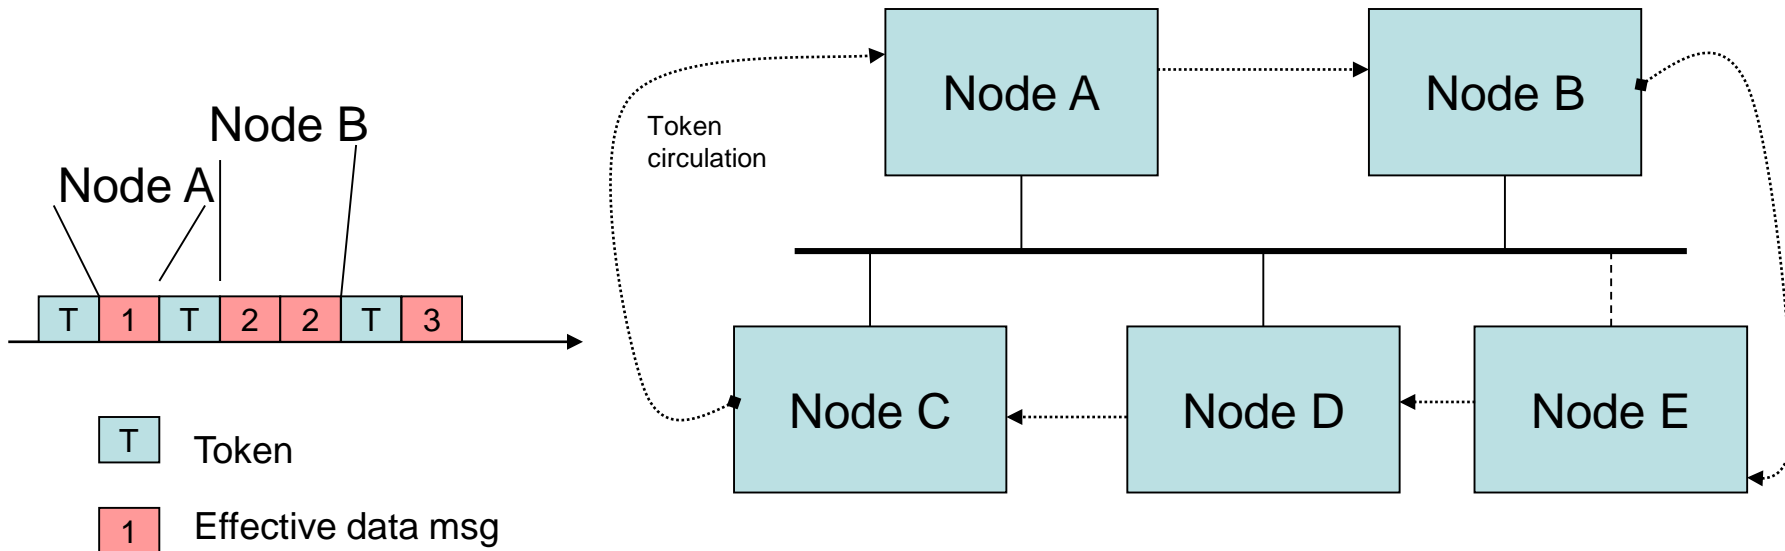 Node B
Node A
T 1 T 2 2 T 3
T Token
1 Effective data msg
Node A
Node B
Token
circulation
Node C
Node D
Node E